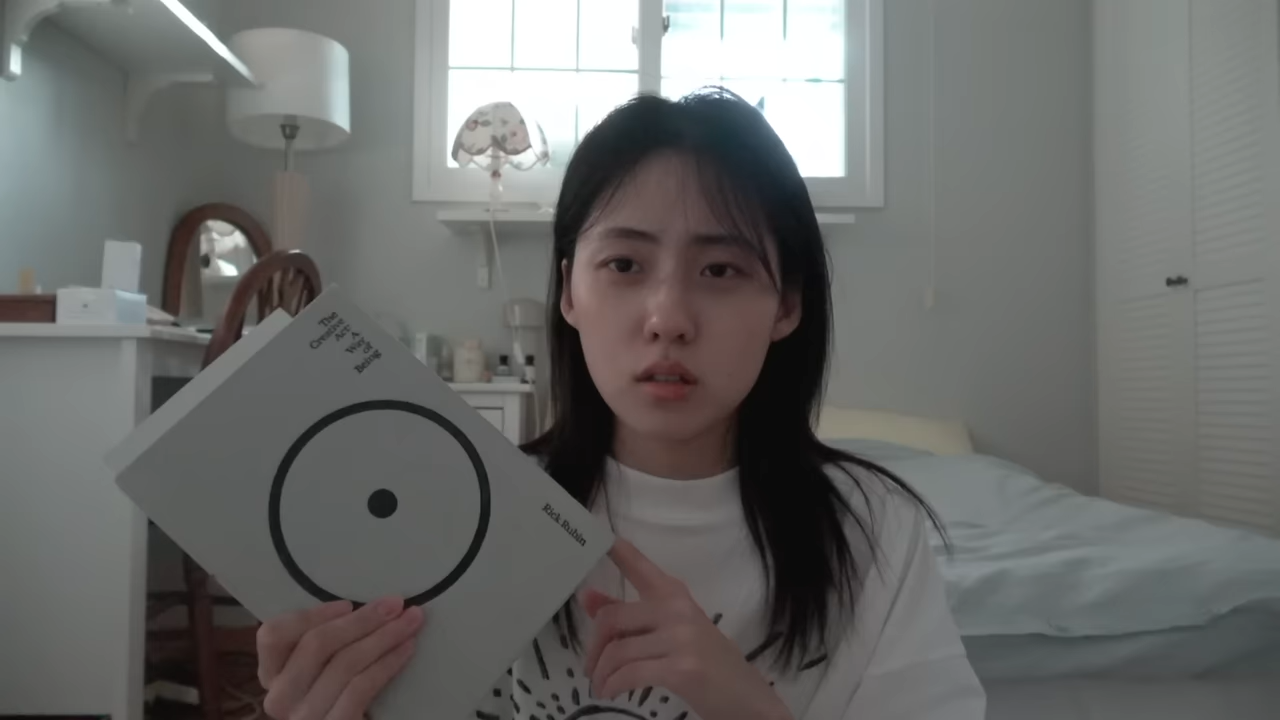 The
Creative
Act: A
Way
of
Being
Rick Rubin